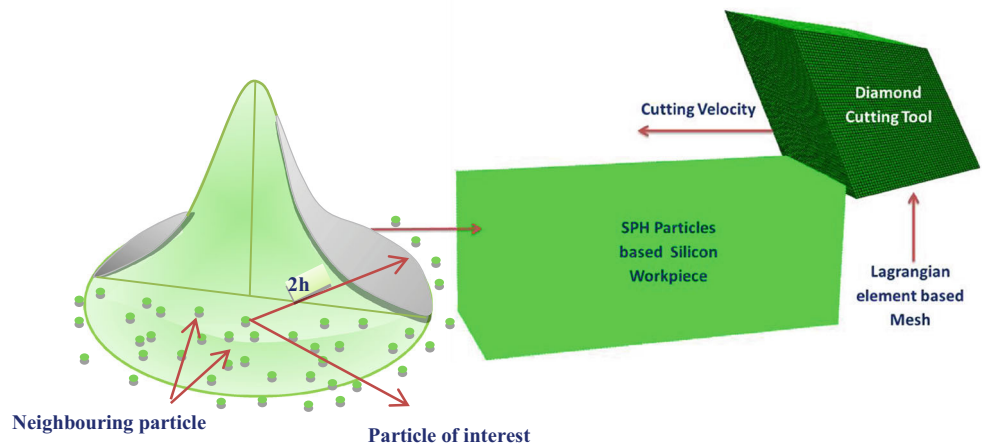 2h
Neighbouring particle
Particle of interest
Cutting Velocity
Diamond
Cutting Tool
SPH Particles
based Silicon
Workpiece
Lagrangian
element based
Mesh